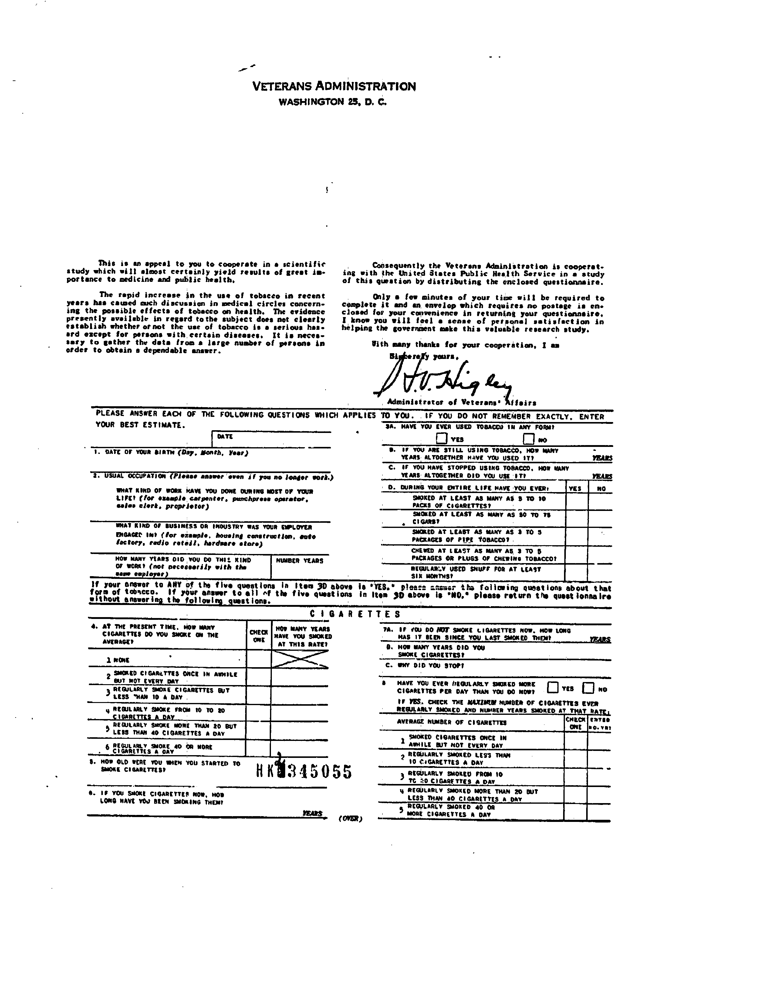 VETERANS ADMINISTRATION
WASHINGTON 25, D. C.
This is an appeal to you to cooperate in a scientific
study which will almost certainly yield results of great im-
portance to medicine and public health.
The rapid increase in the use of tobacco in recent
years has caused much discussion in medical circles concern-
ing the possible effects of tobacco on health. The evidence
presently available in regard to the subject does not clearly
establish whether or not the use of tobacco is a serious haz-
ard except for persons with certain diseases. It is neces-
sary to gather the data from a large number of persons in
order to obtain a dependable answer.
Consequently the Veterans Administration is cooperat-
ing with the United States Public Health Service in a study
of this question by distributing the enclosed questionnaire.
Only a few minutes of your time will be required to
complete it and an envelop which requires no postage is en-
closed for your convenience in returning your questionnaire.
I know you will feel a sense of personal satisfaction in
helping the government make this valuable research study.
With many thanks for your cooperation, I am
Sincerely yours,
H.V. Higley
Administrator of Veterans' Affairs
PLEASE ANSWER EACH OF THE FOLLOWING QUESTIONS WHICH APPLIES TO YOU. IF YOU DO NOT REMEMBER EXACTLY, ENTER
YOUR BEST ESTIMATE.
DATE
1. DATE OF YOUR BIRTH (Day, Month, Year)
2. USUAL OCCUPATION (Please answer even if you no longer work.)
WHAT KIND OF WORK HAVE YOU DONE DURING MOST OF YOUR
LIFE? (for example carpenter, punchpress operator,
sales clerk, proprietor)
WHAT KIND OF BUSINESS OR INDUSTRY WAS YOUR EMPLOYER
ENGAGED IN? (for example, housing construction, auto
factory, radio retail, hardware store)
HOW MANY YEARS DID YOU DO THIS KIND
OF WORK? (not necessarily with the
same employer)
NUMBER YEARS
3A. HAVE YOU EVER USED TOBACCO IN ANY FORM?
YES NO
B. IF YOU ARE STILL USING TOBACCO, HOW MANY
YEARS ALTOGETHER HAVE YOU USED IT?
YEARS
C. IF YOU HAVE STOPPED USING TOBACCO, HOW MANY
YEARS ALTOGETHER DID YOU USE IT?
YEARS
D. DURING YOUR ENTIRE LIFE HAVE YOU EVER: YES NO
SMOKED AT LEAST AS MANY AS 5 TO 10
PACKS OF CIGARETTES?
SMOKED AT LEAST AS MANY AS 50 TO 75
CIGARS?
SMOKED AT LEAST AS MANY AS 3 TO 5
PACKAGES OF PIPE TOBACCO?
CHEWED AT LEAST AS MANY AS 3 TO 5
PACKAGES OR PLUGS OF CHEWING TOBACCO?
REGULARLY USED SNUFF FOR AT LEAST
SIX MONTHS?
If your answer to ANY of the five questions in Item 3D above is "YES," please answer the following questions about that
form of tobacco. If your answer to all of the five questions in Item 3D above is "NO," please return the questionnaire
without answering the following questions.
CIGARETTES
4. AT THE PRESENT TIME, HOW MANY
CIGARETTES DO YOU SMOKE ON THE
AVERAGE?
CHECK
ONE
HOW MANY YEARS
HAVE YOU SMOKED
AT THIS RATE?
1 NONE
2 SMOKED CIGARETTES ONCE IN AWHILE
BUT NOT EVERY DAY
3 REGULARLY SMOKE CIGARETTES BUT
LESS THAN 10 A DAY
4 REGULARLY SMOKE FROM 10 TO 20
CIGARETTES A DAY
5 REGULARLY SMOKE MORE THAN 20 BUT
LESS THAN 40 CIGARETTES A DAY
6 REGULARLY SMOKE 40 OR MORE
CIGARETTES A DAY
5. HOW OLD WERE YOU WHEN YOU STARTED TO
SMOKE CIGARETTES?
HK 345055
6. IF YOU SMOKE CIGARETTES NOW, HOW
LONG HAVE YOU BEEN SMOKING THEM?
YEARS
(OVER)
7A. IF YOU DO NOT SMOKE CIGARETTES NOW, HOW LONG
HAS IT BEEN SINCE YOU LAST SMOKED THEM?
YEARS
B. HOW MANY YEARS DID YOU
SMOKE CIGARETTES?
C. WHY DID YOU STOP?
8 HAVE YOU EVER REGULARLY SMOKED MORE
CIGARETTES PER DAY THAN YOU DO NOW?
YES NO
IF YES, CHECK THE MAXIMUM NUMBER OF CIGARETTES EVER
REGULARLY SMOKED AND NUMBER YEARS SMOKED AT THAT RATE:
AVERAGE NUMBER OF CIGARETTES
CHECK
ONE
ENTER
NO. YRS
1 SMOKED CIGARETTES ONCE IN
AWHILE BUT NOT EVERY DAY
2 REGULARLY SMOKED LESS THAN
10 CIGARETTES A DAY
3 REGULARLY SMOKED FROM 10
TO 20 CIGARETTES A DAY
4 REGULARLY SMOKED MORE THAN 20 BUT
LESS THAN 40 CIGARETTES A DAY
5 REGULARLY SMOKED 40 OR
MORE CIGARETTES A DAY